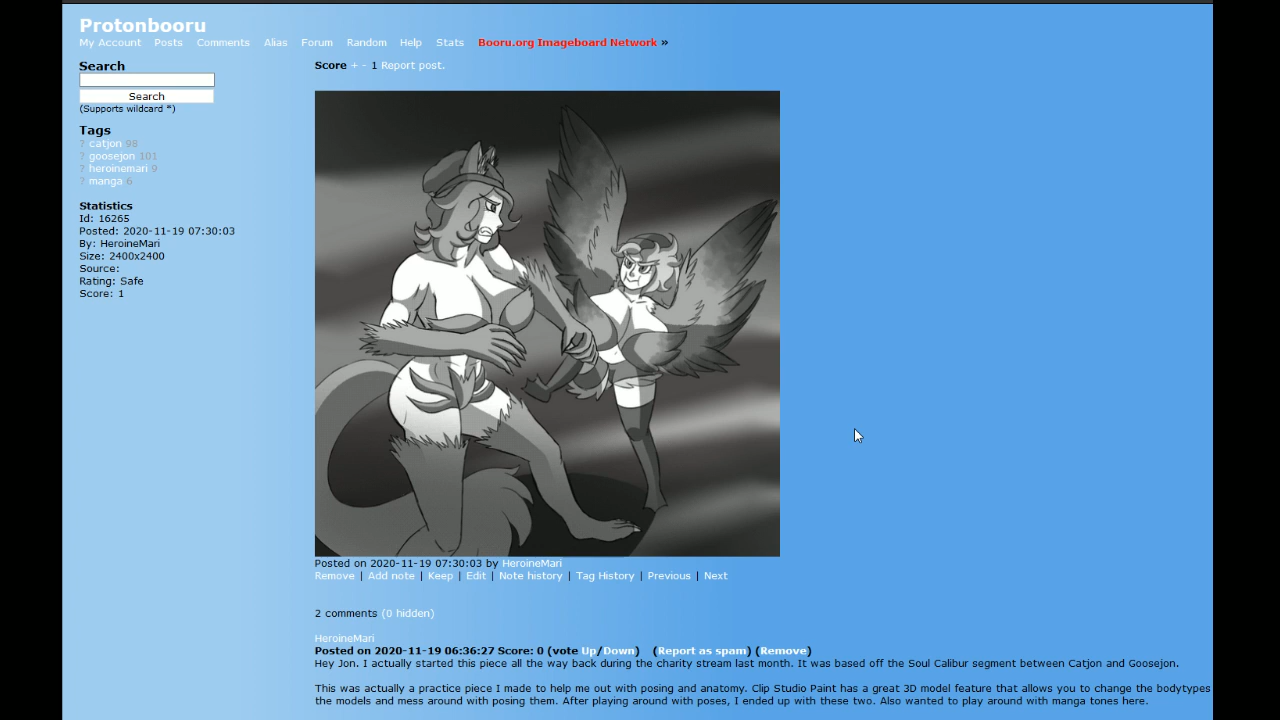 Protonbooru
My Account Posts Comments Alias Forum Random Help Stats Booru.org Imageboard Network »
Search
Search
(Supports wildcard *)
Tags
? catjon 98
? goosejon 101
? heroinemari 9
? manga 6
Statistics
Id: 16265
Posted: 2020-11-19 07:30:03
By: HeroineMari
Size: 2400x2400
Source:
Rating: Safe
Score: 1
Score + - 1 Report post.
Posted on 2020-11-19 07:30:03 by HeroineMari
Remove | Add note | Keep | Edit | Note history | Tag History | Previous | Next
2 comments (0 hidden)
HeroineMari
Posted on 2020-11-19 06:36:27 Score: 0 (vote Up/Down) (Report as spam) (Remove)
Hey Jon. I actually started this piece all the way back during the charity stream last month. It was based off the Soul Calibur segment between Catjon and Goosejon.
This was actually a practice piece I made to help me out with posing and anatomy. Clip Studio Paint has a great 3D model feature that allows you to change the bodytypes
the models and mess around with posing them. After playing around with poses, I ended up with these two. Also wanted to play around with manga tones here.